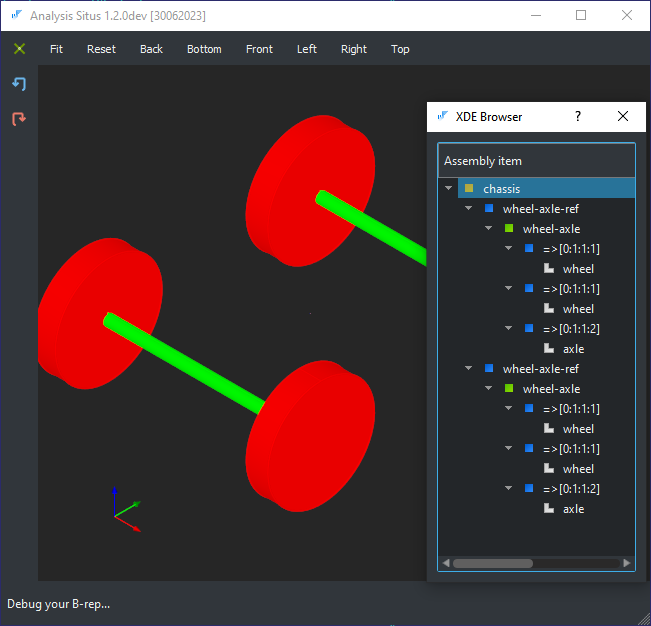 Analysis Situs 1.2.0dev [30062023]
Fit Reset Back Bottom Front Left Right Top
XDE Browser ?
Assembly item
chassis
wheel-axle-ref
wheel-axle
=>[0:1:1:1]
wheel
=>[0:1:1:1]
wheel
=>[0:1:1:2]
axle
wheel-axle-ref
wheel-axle
=>[0:1:1:1]
wheel
=>[0:1:1:1]
wheel
=>[0:1:1:2]
axle
Debug your B-rep...